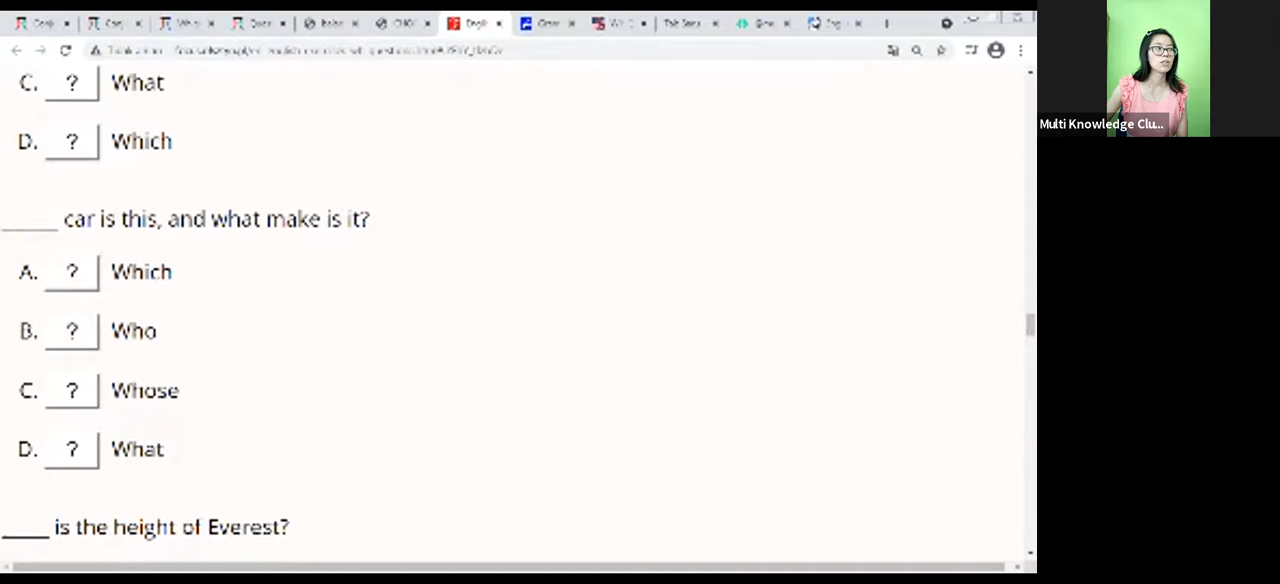 C. ? What
D. ? Which
_____ car is this, and what make is it?
A. ? Which
B. ? Who
C. ? Whose
D. ? What
____ is the height of Everest?
Multi Knowledge Clu...